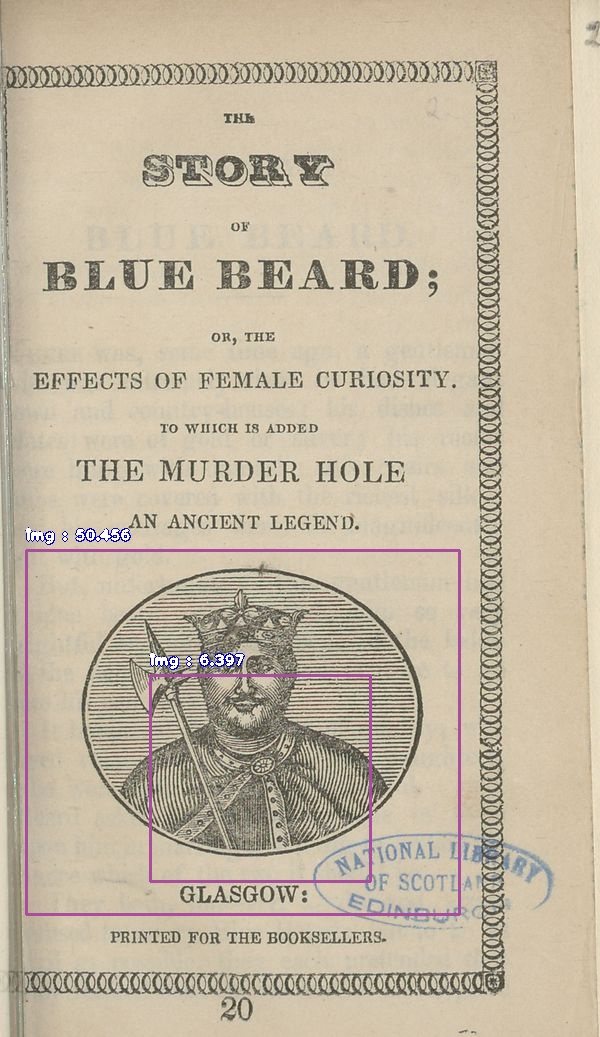 2
2
THE
STORY
OF
BLUE BEARD;
OR, THE
EFFECTS OF FEMALE CURIOSITY.
TO WHICH IS ADDED
THE MURDER HOLE
AN ANCIENT LEGEND.
img : 50.456
img : 6.397
NATIONAL LIBRARY
OF SCOTLAND
EDINBURGH
GLASGOW:
PRINTED FOR THE BOOKSELLERS.
20